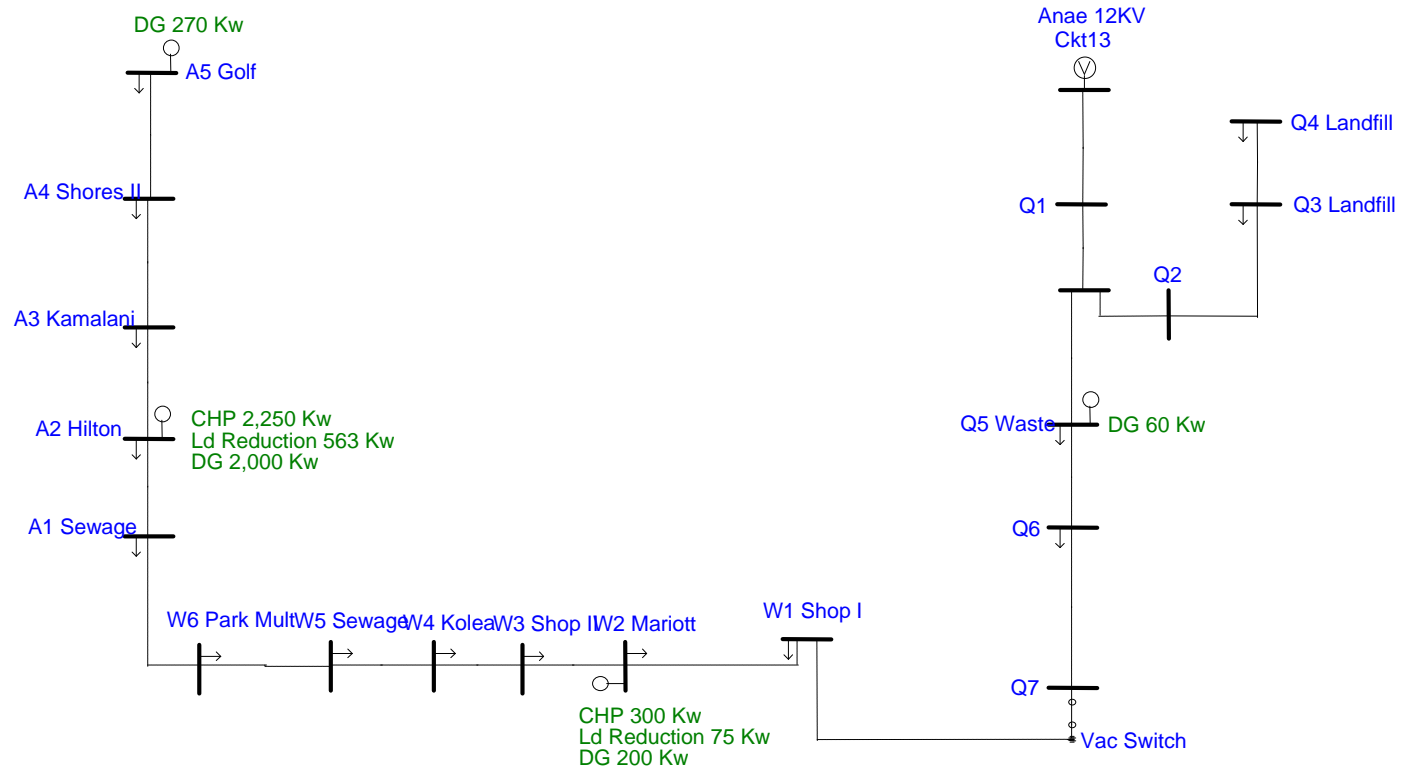 DG 270 Kw
A5 Golf
A4 Shores II
A3 Kamalani
A2 Hilton
CHP 2,250 Kw
Ld Reduction 563 Kw
DG 2,000 Kw
A1 Sewage
W6 Park Mult
W5 Sewage
W4 Kolea
W3 Shop II
W2 Mariott
CHP 300 Kw
Ld Reduction 75 Kw
DG 200 Kw
W1 Shop I
Anae 12KV
Ckt13
V
Q1
Q4 Landfill
Q3 Landfill
Q2
Q5 Waste
DG 60 Kw
Q6
Q7
Vac Switch